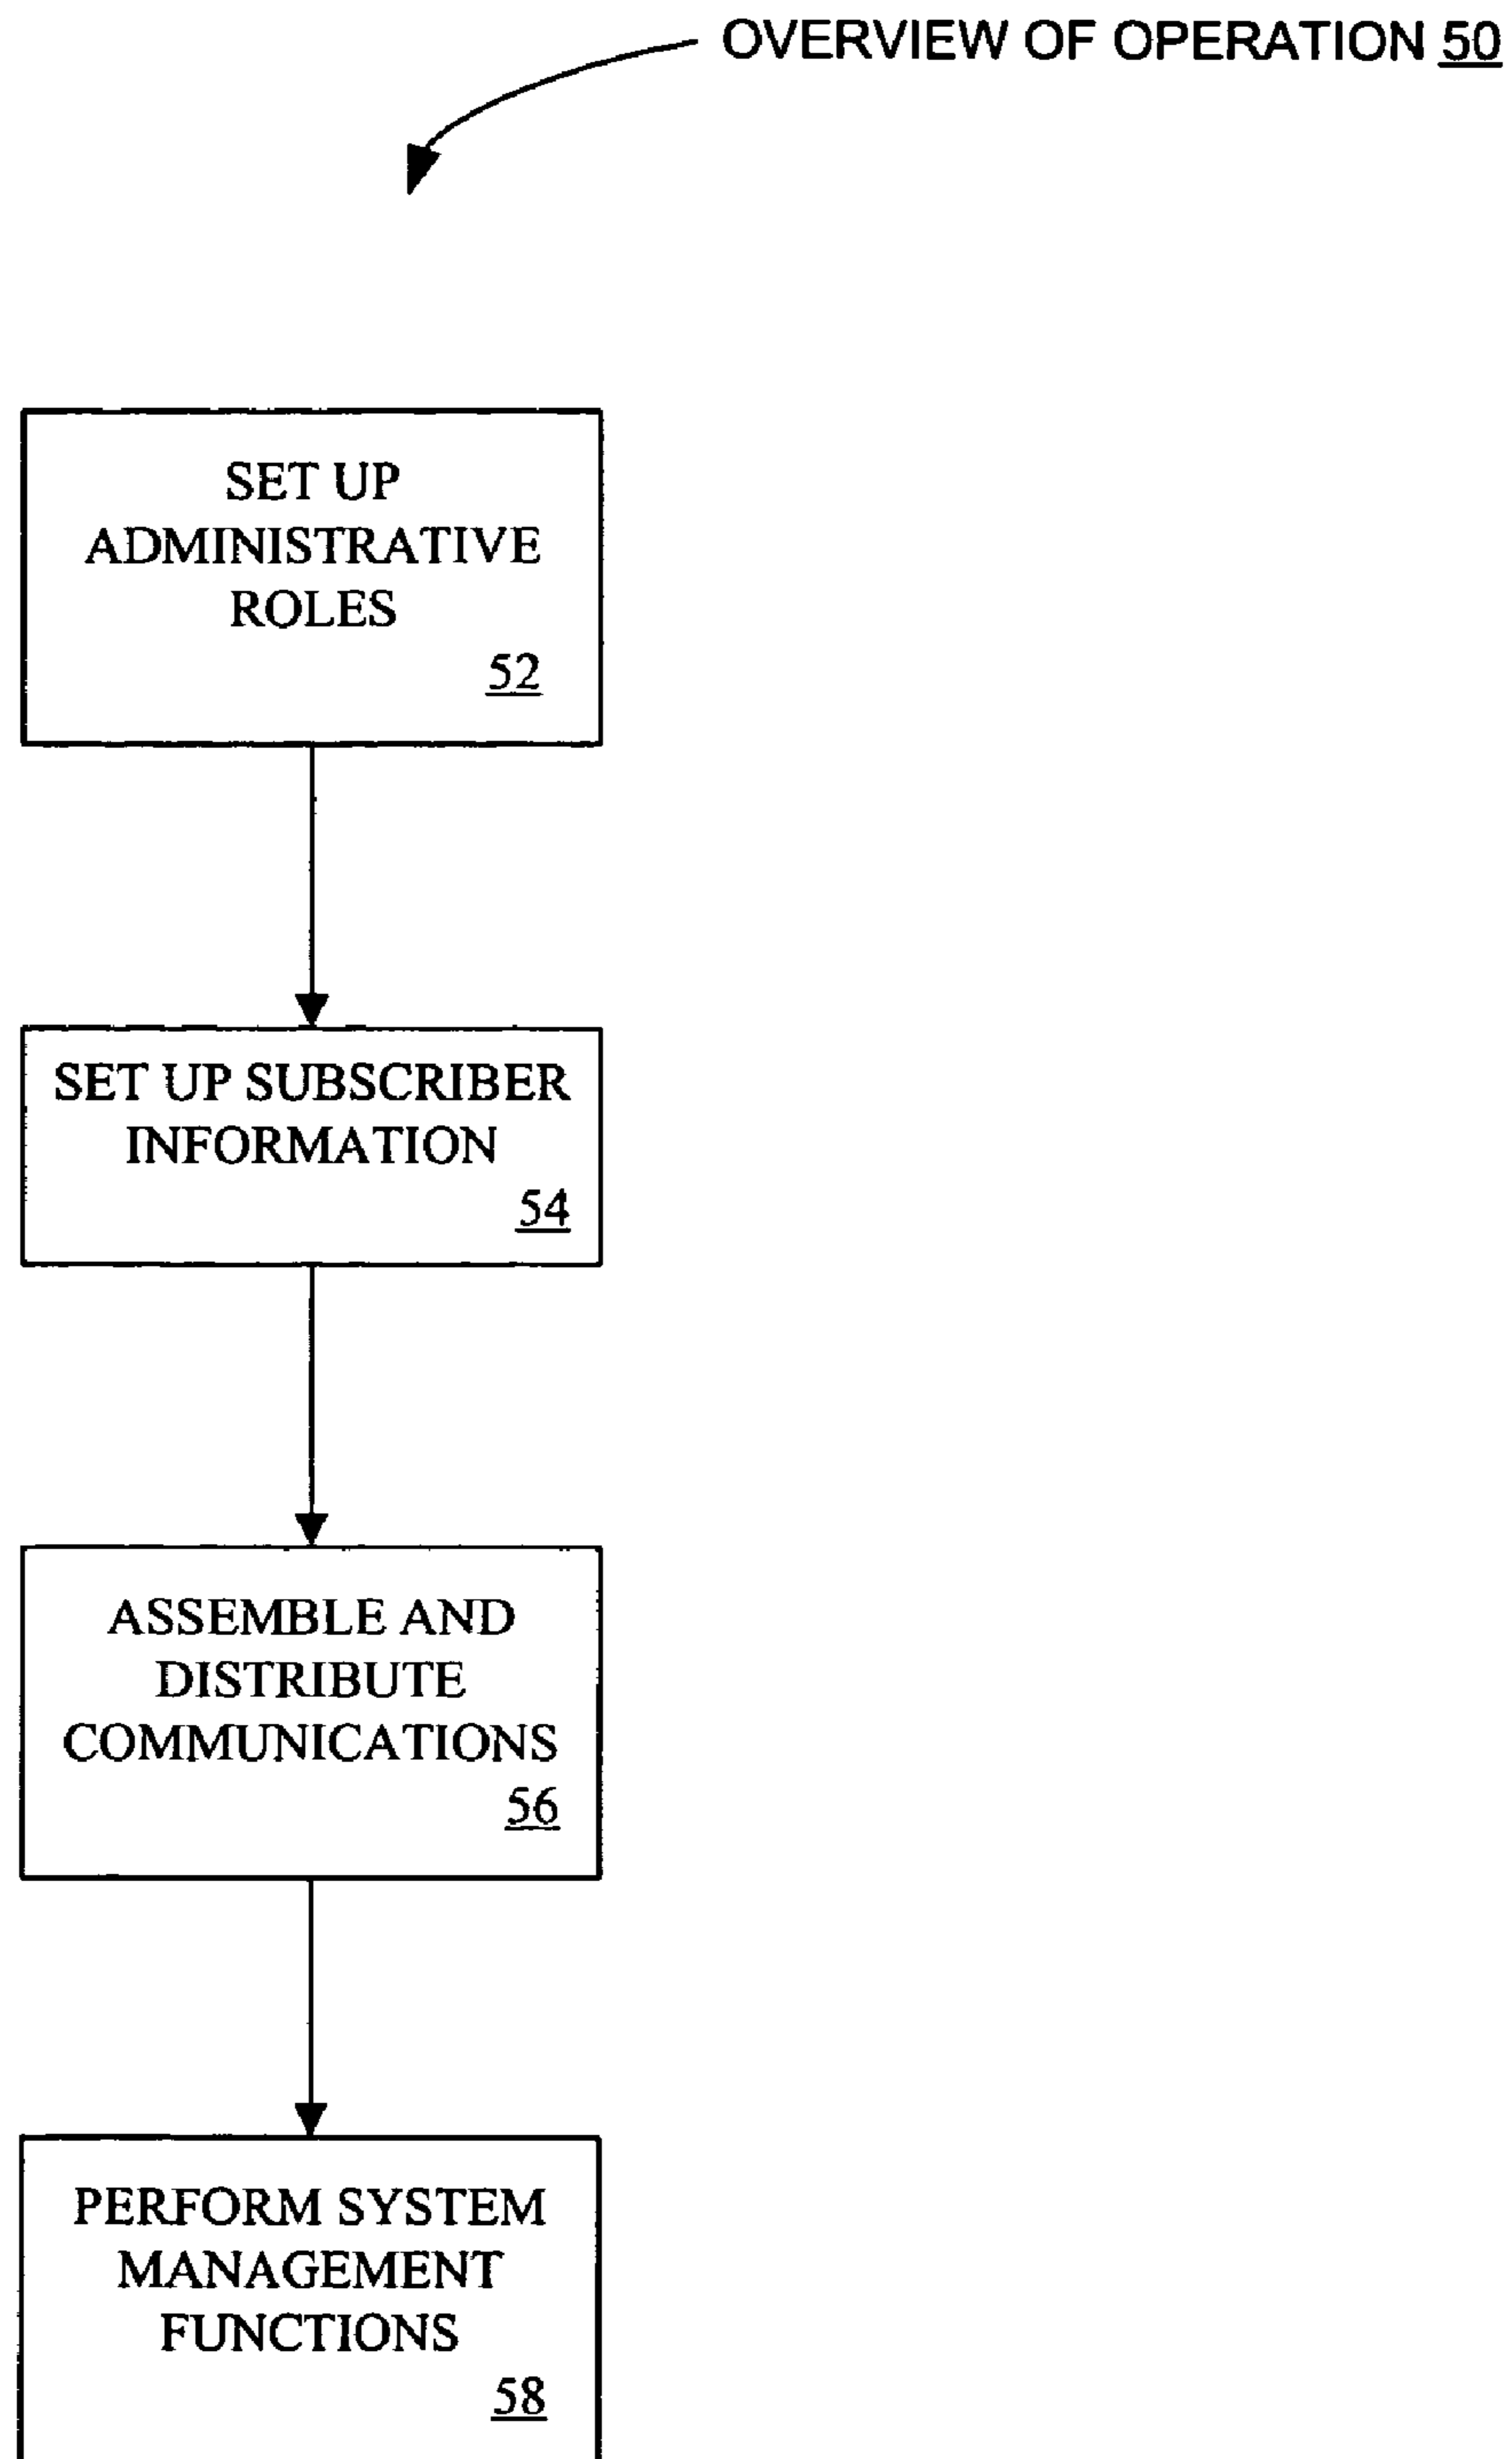 OVERVIEW OF OPERATION 50
SET UP
ADMINISTRATIVE
ROLES
52
SET UP SUBSCRIBER
INFORMATION
54
ASSEMBLE AND
DISTRIBUTE
COMMUNICATIONS
56
PERFORM SYSTEM
MANAGEMENT
FUNCTIONS
58